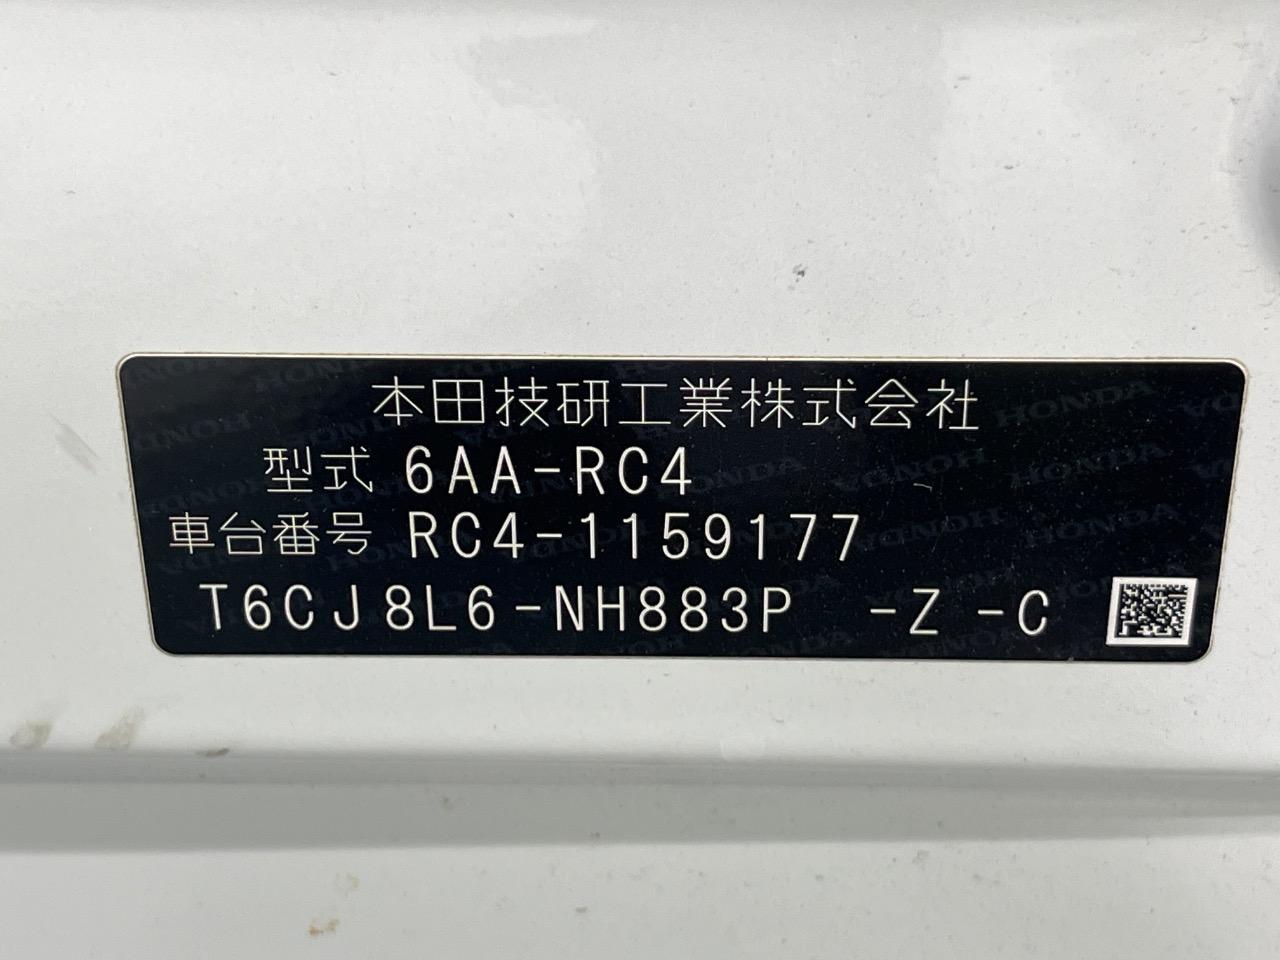 本田技研工業株式会社
型式 6AA-RC4
車台番号 RC4-1159177
T6CJ8L6-NH883P -Z -C